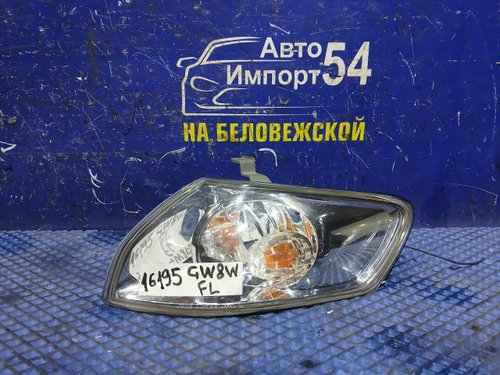 Авто
Импорт54
НА БЕЛОВЕЖСКОЙ
16195 GW8W
FL